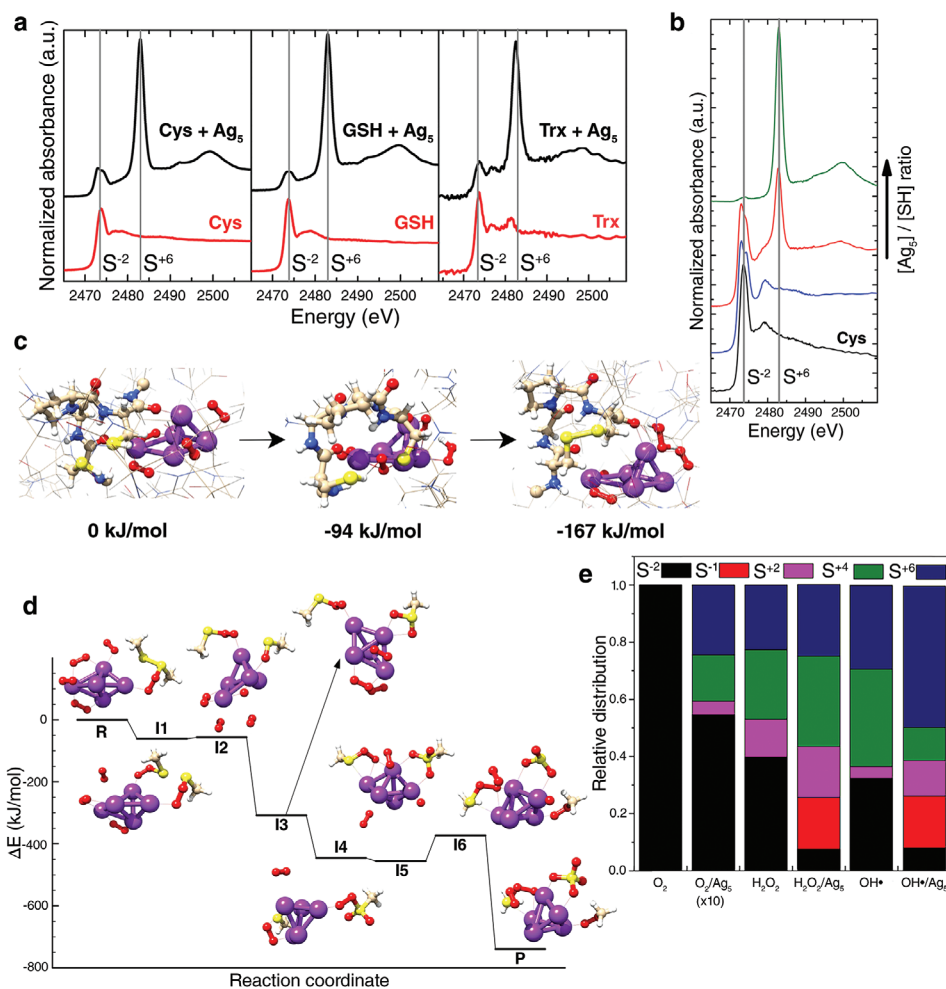 a
Normalized absorbance (a.u.)
Cys + Ag5
GSH + Ag5
Trx + Ag5
Cys
GSH
Trx
S-2 S+6
S-2 S+6
S-2 S+6
2470 2480 2490 2500
2470 2480 2490 2500
2470 2480 2490 2500
Energy (eV)
b
Normalized absorbance (a.u.)
[Ag5] / [SH] ratio
Cys
S-2 S+6
2470 2480 2490 2500
Energy (eV)
c
0 kJ/mol
-94 kJ/mol
-167 kJ/mol
d
ΔE (kJ/mol)
0
-200
-400
-600
-800
R
I1
I2
I3
I4
I5
I6
P
Reaction coordinate
e
S-2 S-1 S+2 S+4 S+6
Relative distribution
1.0
0.8
0.6
0.4
0.2
0.0
O2
O2/Ag5
(x10)
H2O2
H2O2/Ag5
OH•
OH•/Ag5